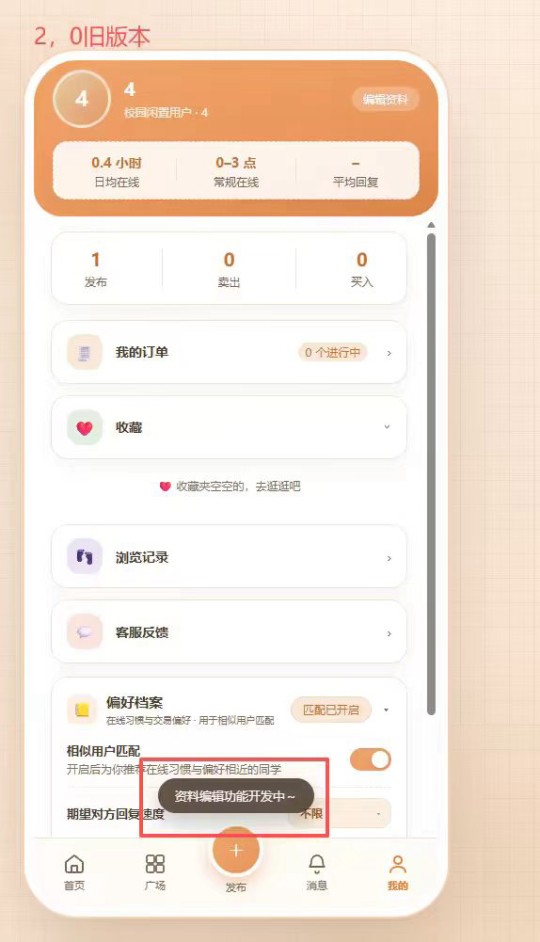 2，0旧版本
4
4
校园闲置用户 · 4
编辑资料
0.4 小时
日均在线
0–3 点
常规在线
–
平均回复
1
发布
0
卖出
0
买入
我的订单
0 个进行中
收藏
收藏夹空空的，去逛逛吧
浏览记录
客服反馈
偏好档案
在线习惯与交易偏好 · 用于相似用户匹配
匹配已开启
相似用户匹配
开启后为你推荐在线习惯与偏好相近的同学
资料编辑功能开发中～
期望对方回复速度
不限
首页
广场
发布
消息
我的